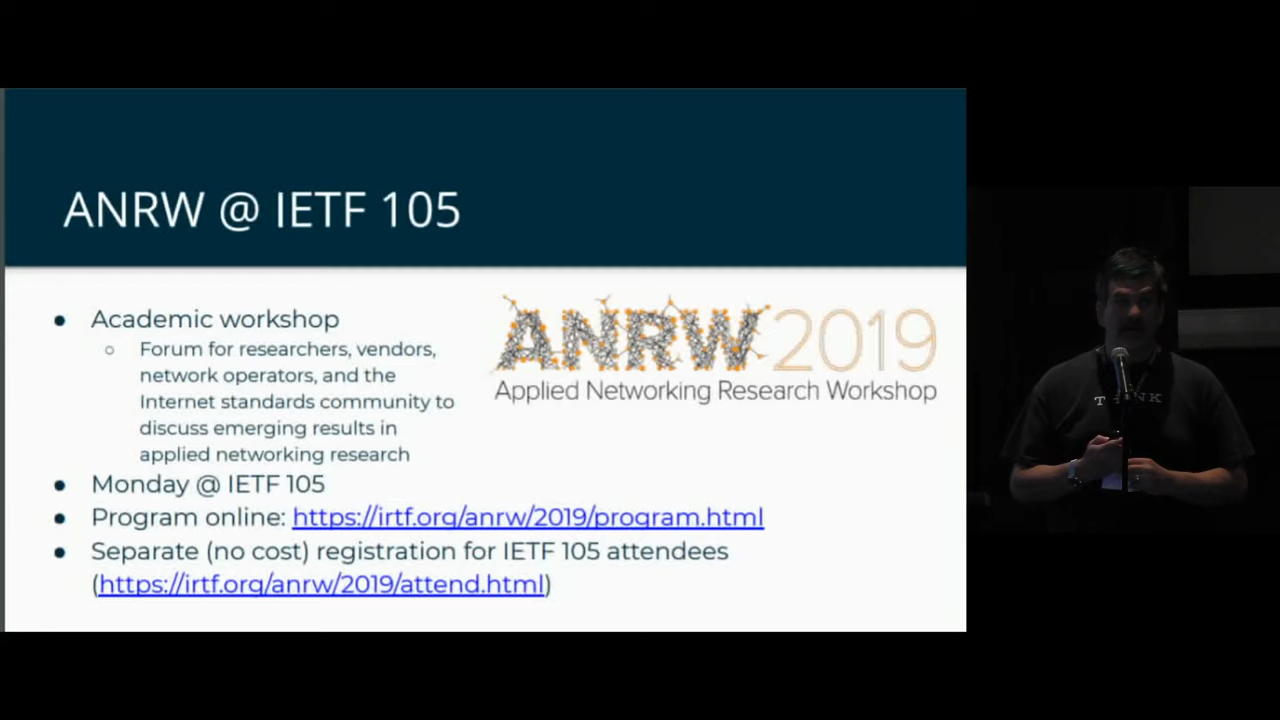 ANRW @ IETF 105
● Academic workshop
○ Forum for researchers, vendors,
network operators, and the
Internet standards community to
discuss emerging results in
applied networking research
● Monday @ IETF 105
● Program online: https://irtf.org/anrw/2019/program.html
● Separate (no cost) registration for IETF 105 attendees
(https://irtf.org/anrw/2019/attend.html)
ANRW 2019
Applied Networking Research Workshop
THINK